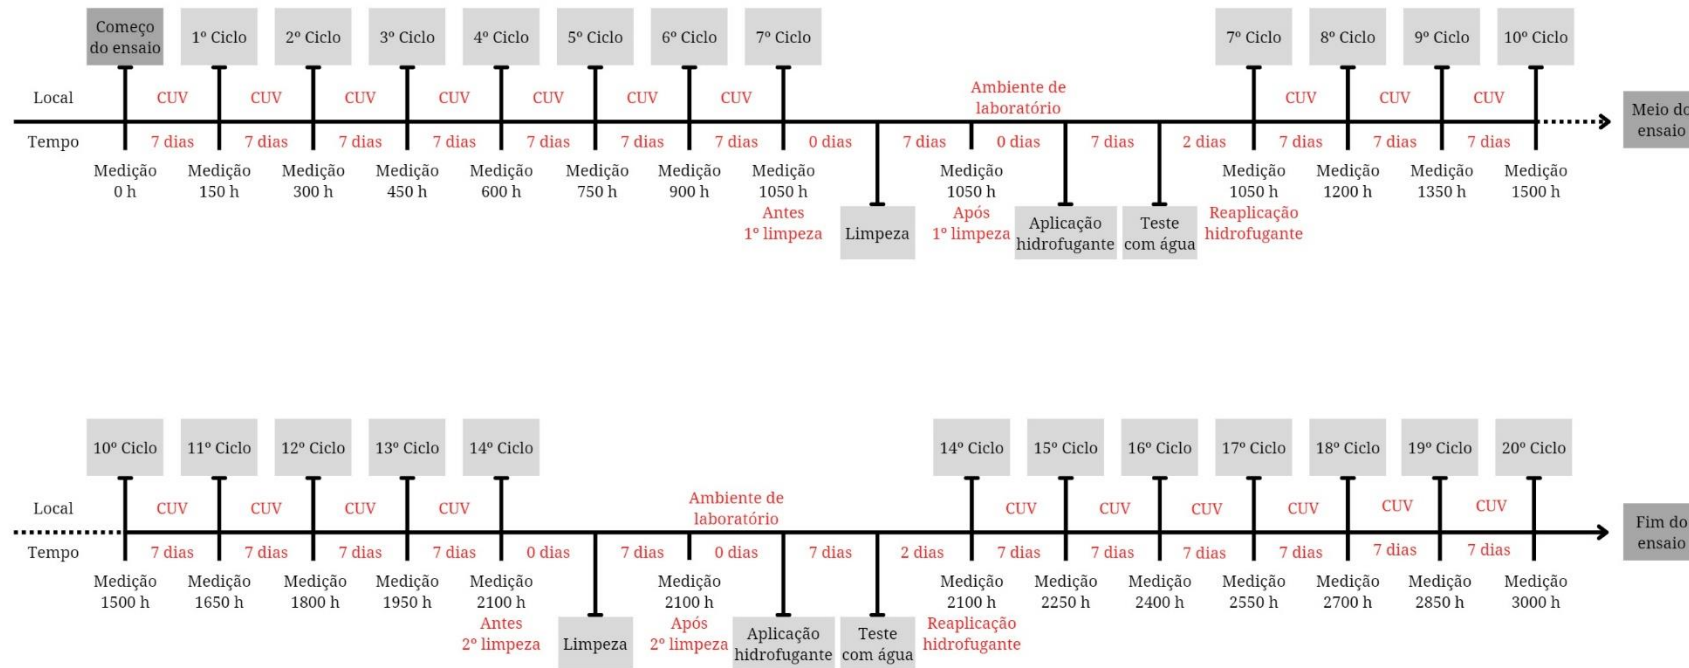 Começo
do ensaio
1º Ciclo
2º Ciclo
3º Ciclo
4º Ciclo
5º Ciclo
6º Ciclo
7º Ciclo
7º Ciclo
8º Ciclo
9º Ciclo
10º Ciclo
Local
CUV
CUV
CUV
CUV
CUV
CUV
CUV
Ambiente de
laboratório
CUV
CUV
CUV
Meio do
ensaio
Tempo
7 dias
7 dias
7 dias
7 dias
7 dias
7 dias
7 dias
0 dias
7 dias
0 dias
7 dias
2 dias
7 dias
7 dias
7 dias
Medição
0 h
Medição
150 h
Medição
300 h
Medição
450 h
Medição
600 h
Medição
750 h
Medição
900 h
Medição
1050 h
Antes
1º limpeza
Limpeza
Medição
1050 h
Após
1º limpeza
Aplicação
hidrofugante
Teste
com água
Medição
1050 h
Reaplicação
hidrofugante
Medição
1200 h
Medição
1350 h
Medição
1500 h
10º Ciclo
11º Ciclo
12º Ciclo
13º Ciclo
14º Ciclo
14º Ciclo
15º Ciclo
16º Ciclo
17º Ciclo
18º Ciclo
19º Ciclo
20º Ciclo
Local
CUV
CUV
CUV
CUV
Ambiente de
laboratório
CUV
CUV
CUV
CUV
CUV
CUV
Fim do
ensaio
Tempo
7 dias
7 dias
7 dias
7 dias
0 dias
7 dias
0 dias
7 dias
2 dias
7 dias
7 dias
7 dias
7 dias
7 dias
7 dias
Medição
1500 h
Medição
1650 h
Medição
1800 h
Medição
1950 h
Medição
2100 h
Antes
2º limpeza
Limpeza
Medição
2100 h
Após
2º limpeza
Aplicação
hidrofugante
Teste
com água
Medição
2100 h
Reaplicação
hidrofugante
Medição
2250 h
Medição
2400 h
Medição
2550 h
Medição
2700 h
Medição
2850 h
Medição
3000 h